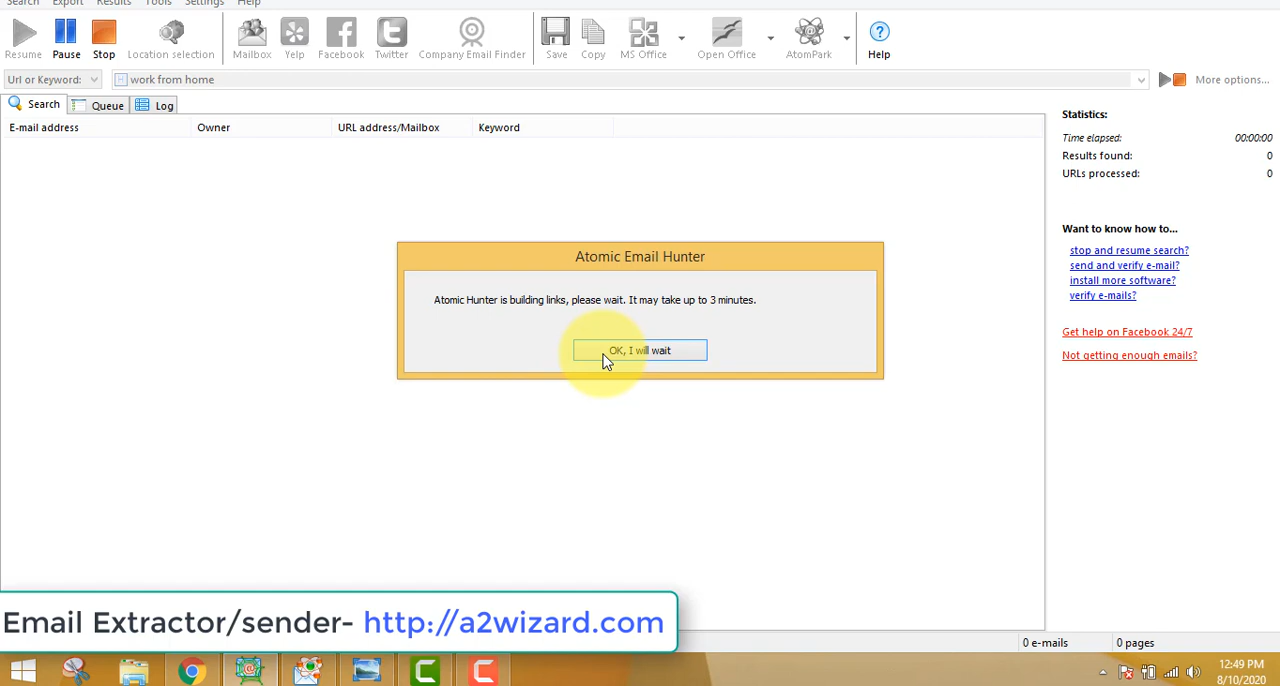 Search Export Results Tools Settings Help
Resume Pause Stop Location selection Mailbox Yelp Facebook Twitter Company Email Finder Save Copy MS Office Open Office AtomPark Help
Url or Keyword: work from home More options...
Search Queue Log
E-mail address Owner URL address/Mailbox Keyword
Statistics:
Time elapsed: 00:00:00
Results found: 0
URLs processed: 0
Want to know how to...
stop and resume search?
send and verify e-mail?
install more software?
verify e-mails?
Get help on Facebook 24/7
Not getting enough emails?
Atomic Email Hunter
Atomic Hunter is building links, please wait. It may take up to 3 minutes.
OK, I will wait
Email Extractor/sender- http://a2wizard.com
0 e-mails 0 pages
12:49 PM
8/10/2020